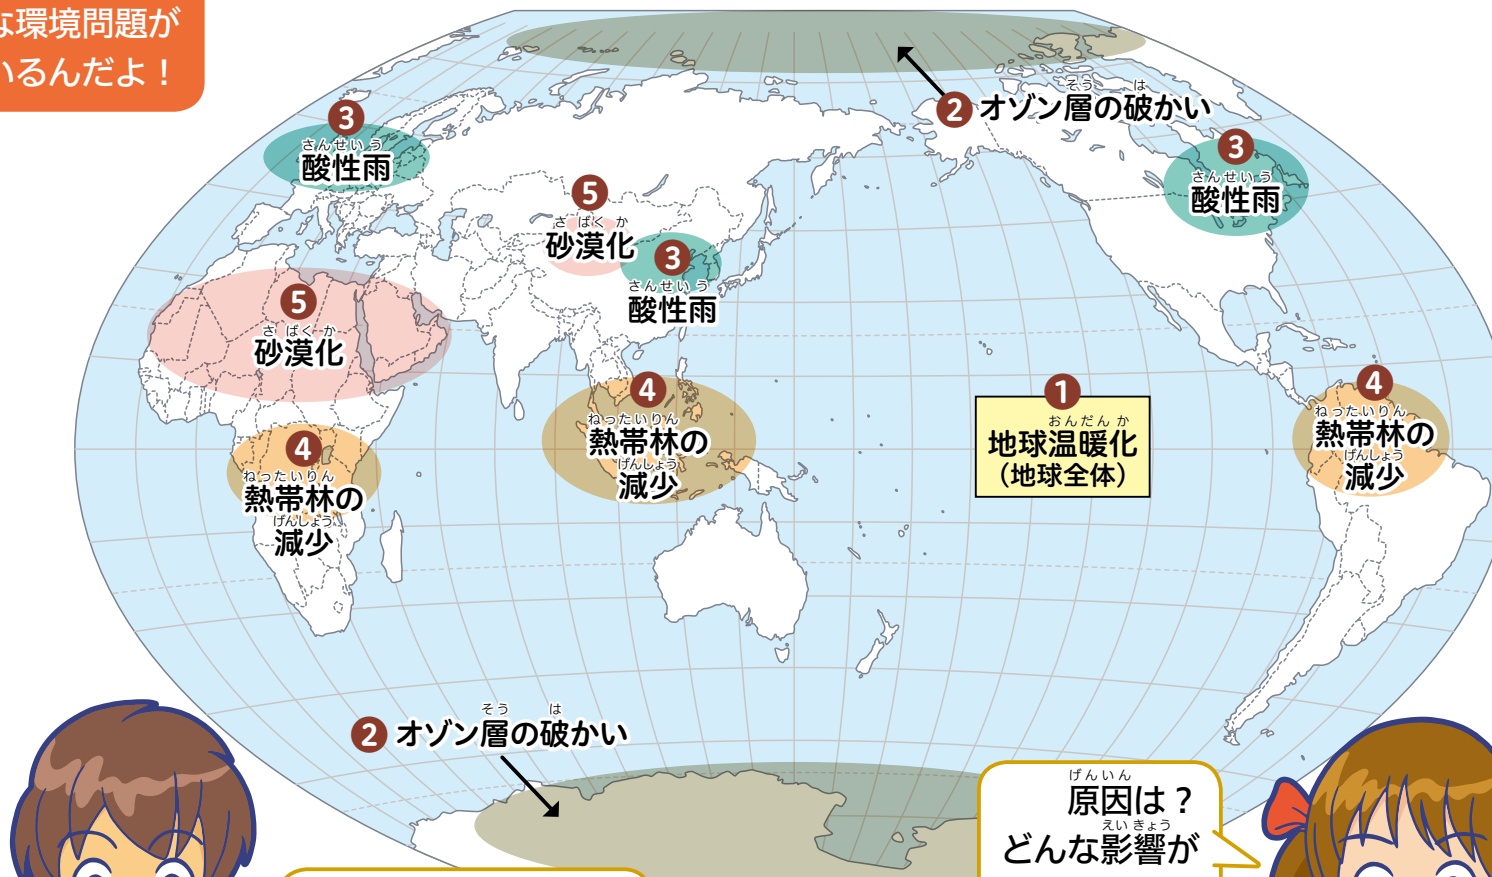 な環境問題が
いるんだよ！
2 オゾン層の破かい
そう は
3
さんせいう
酸性雨
3
さんせいう
酸性雨
5
さばくか
砂漠化
3
さんせいう
酸性雨
5
さばくか
砂漠化
4
ねったいりん
熱帯林の
げんしょう
減少
1
おんだんか
地球温暖化
（地球全体）
4
ねったいりん
熱帯林の
げんしょう
減少
4
ねったいりん
熱帯林の
げんしょう
減少
そう は
2 オゾン層の破かい
げんいん
原因は？
えいきょう
どんな影響が